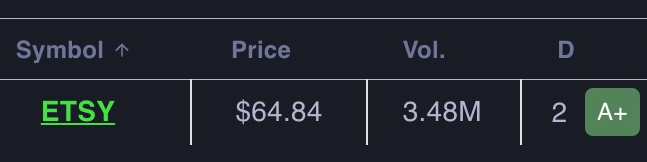 Symbol ↑ Price Vol. D
ETSY $64.84 3.48M 2 A+